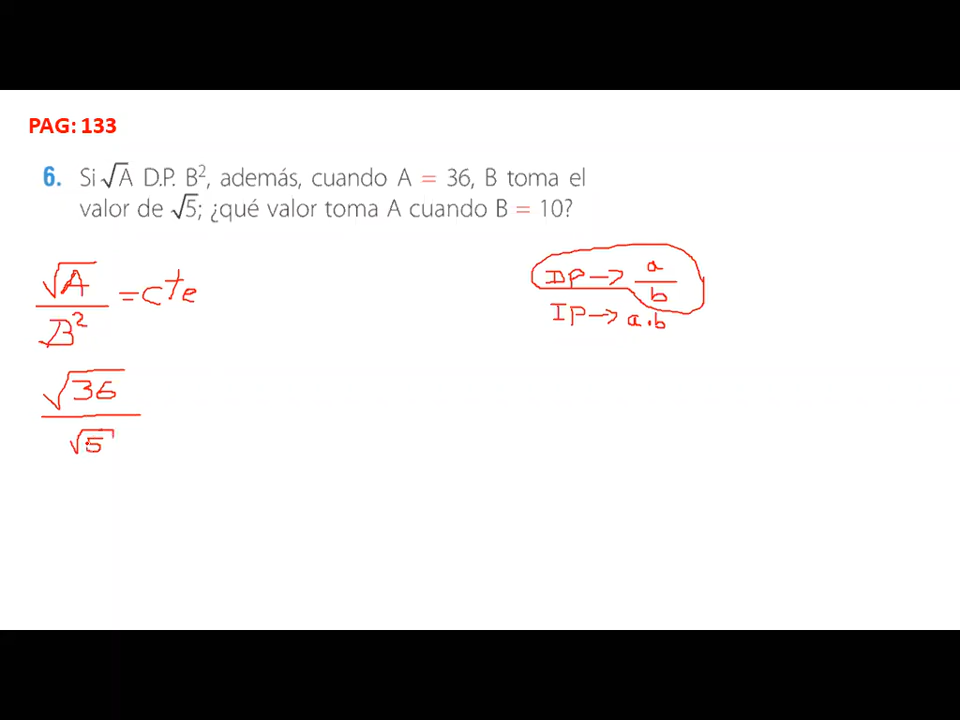 PAG: 133
6. Si √A D.P. B², además, cuando A = 36, B toma el
valor de √5; ¿qué valor toma A cuando B = 10?
√A / B² = cte
DP → a / b
IP → a · b
√36 / √5